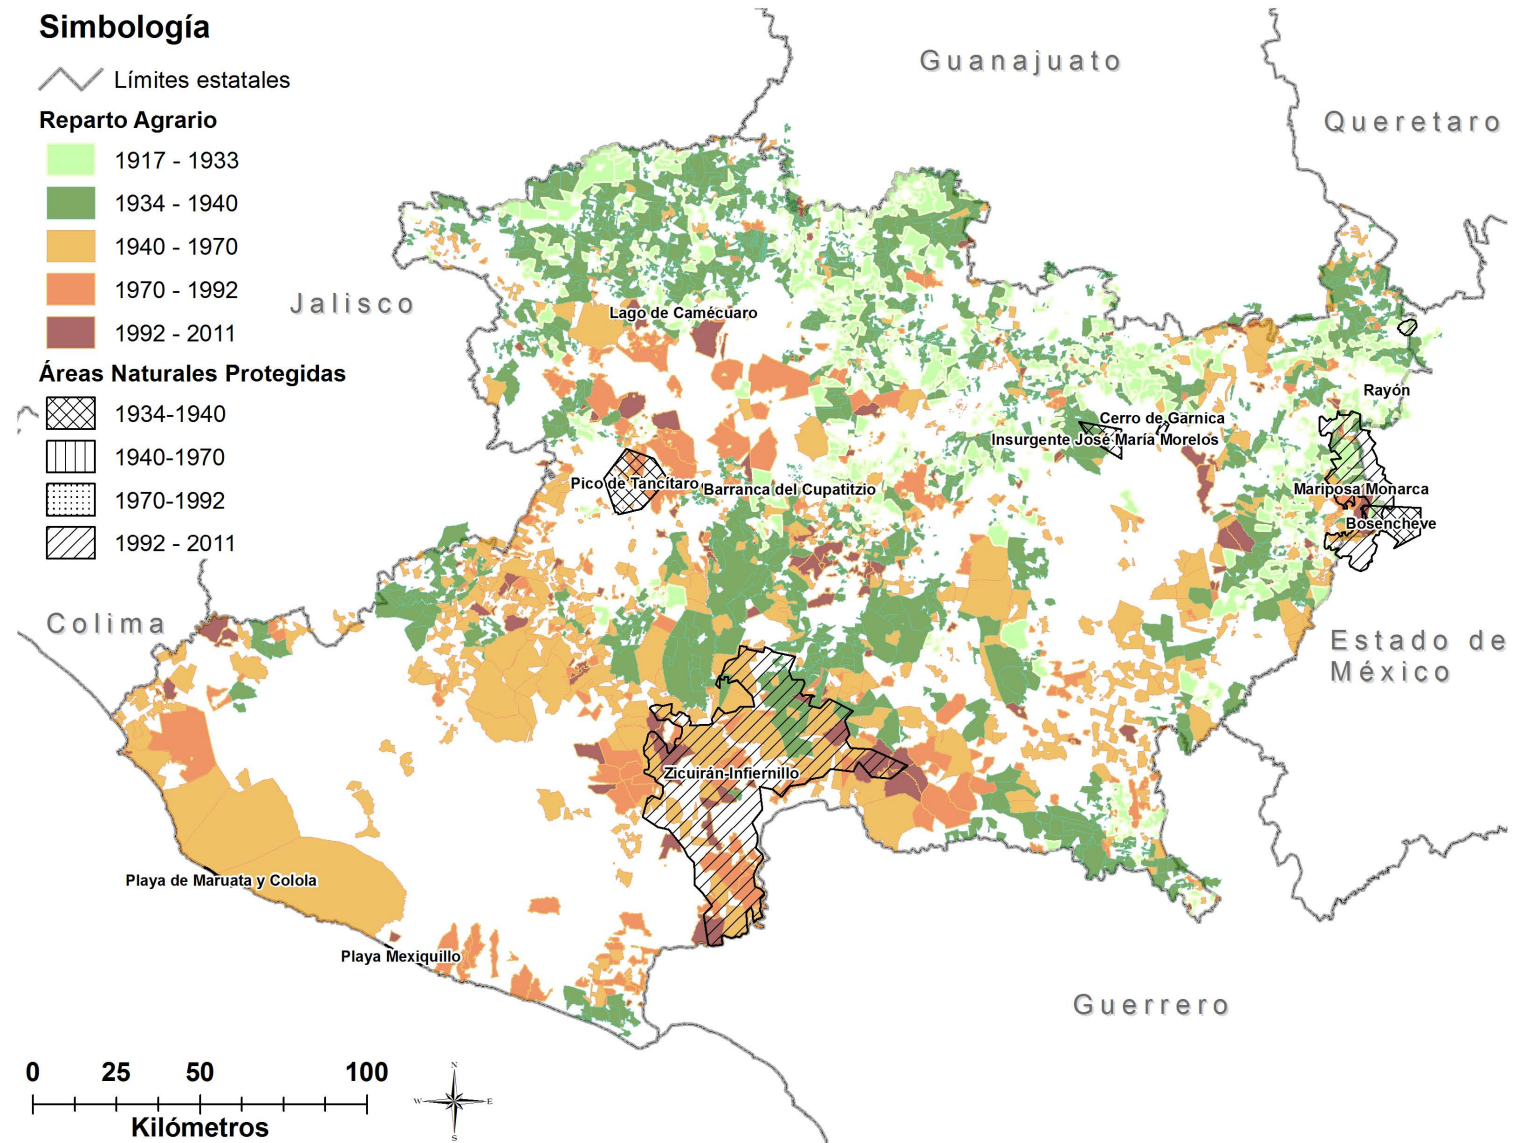 Simbología
Límites estatales
Reparto Agrario
1917 - 1933
1934 - 1940
1940 - 1970
1970 - 1992
1992 - 2011
Áreas Naturales Protegidas
1934-1940
1940-1970
1970-1992
1992 - 2011
Guanajuato
Queretaro
Jalisco
Lago de Camécuaro
Rayón
Cerro de Garnica
Insurgente José María Morelos
Pico de Tancítaro
Barranca del Cupatitzio
Mariposa Monarca
Bosencheve
Colima
Estado de
México
Zicuirán-Infiernillo
Playa de Maruata y Colola
Playa Mexiquillo
Guerrero
0 25 50 100
Kilómetros
N
W E
S